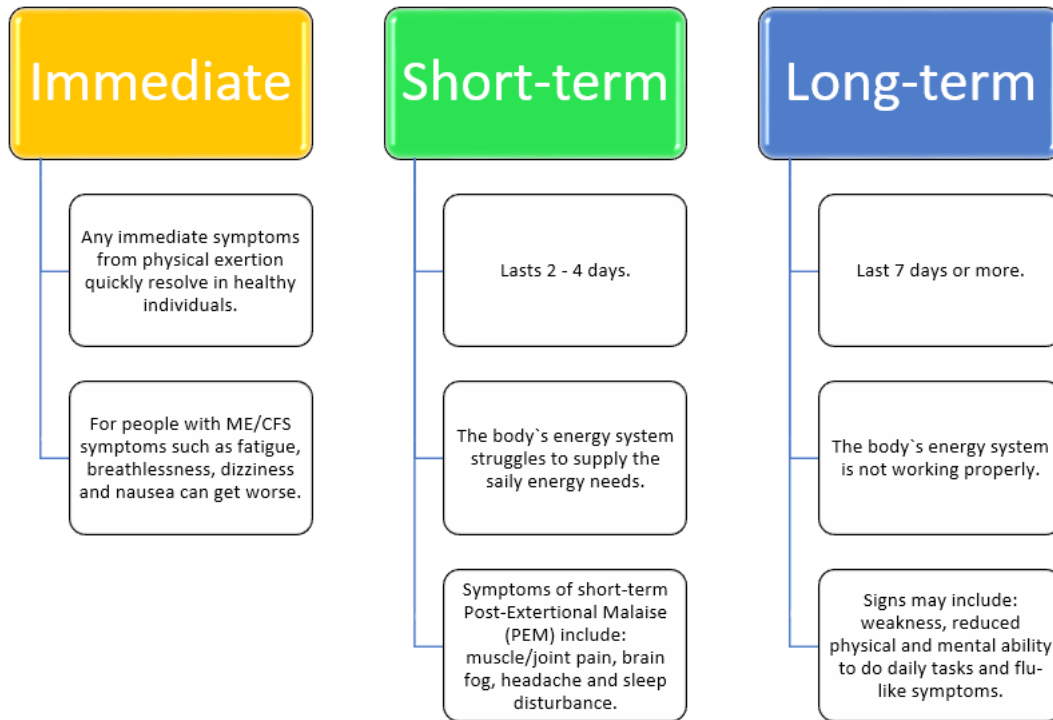 Immediate
Any immediate symptoms
from physical exertion
quickly resolve in healthy
individuals.
For people with ME/CFS
symptoms such as fatigue,
breathlessness, dizziness
and nausea can get worse.
Short-term
Lasts 2 - 4 days.
The body`s energy system
struggles to supply the
saily energy needs.
Symptoms of short-term
Post-Extertional Malaise
(PEM) include:
muscle/joint pain, brain
fog, headache and sleep
disturbance.
Long-term
Last 7 days or more.
The body`s energy system
is not working properly.
Signs may include:
weakness, reduced
physical and mental ability
to do daily tasks and flu-
like symptoms.